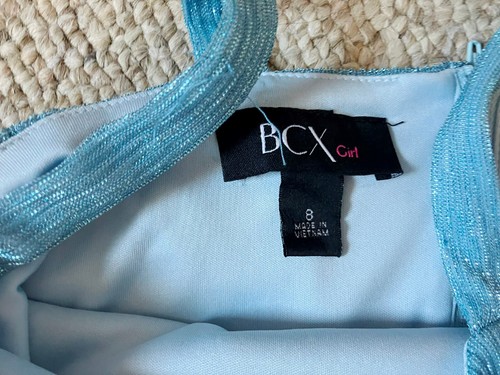 BCX Girl
8
MADE IN
VIETNAM